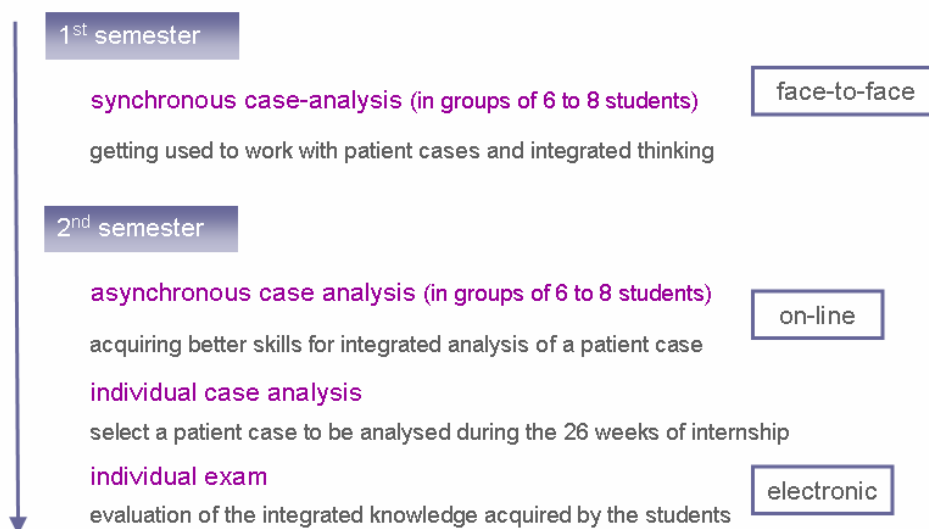 1st semester
synchronous case-analysis (in groups of 6 to 8 students)
face-to-face
getting used to work with patient cases and integrated thinking
2nd semester
asynchronous case analysis (in groups of 6 to 8 students)
on-line
acquiring better skills for integrated analysis of a patient case
individual case analysis
select a patient case to be analysed during the 26 weeks of internship
individual exam
electronic
evaluation of the integrated knowledge acquired by the students